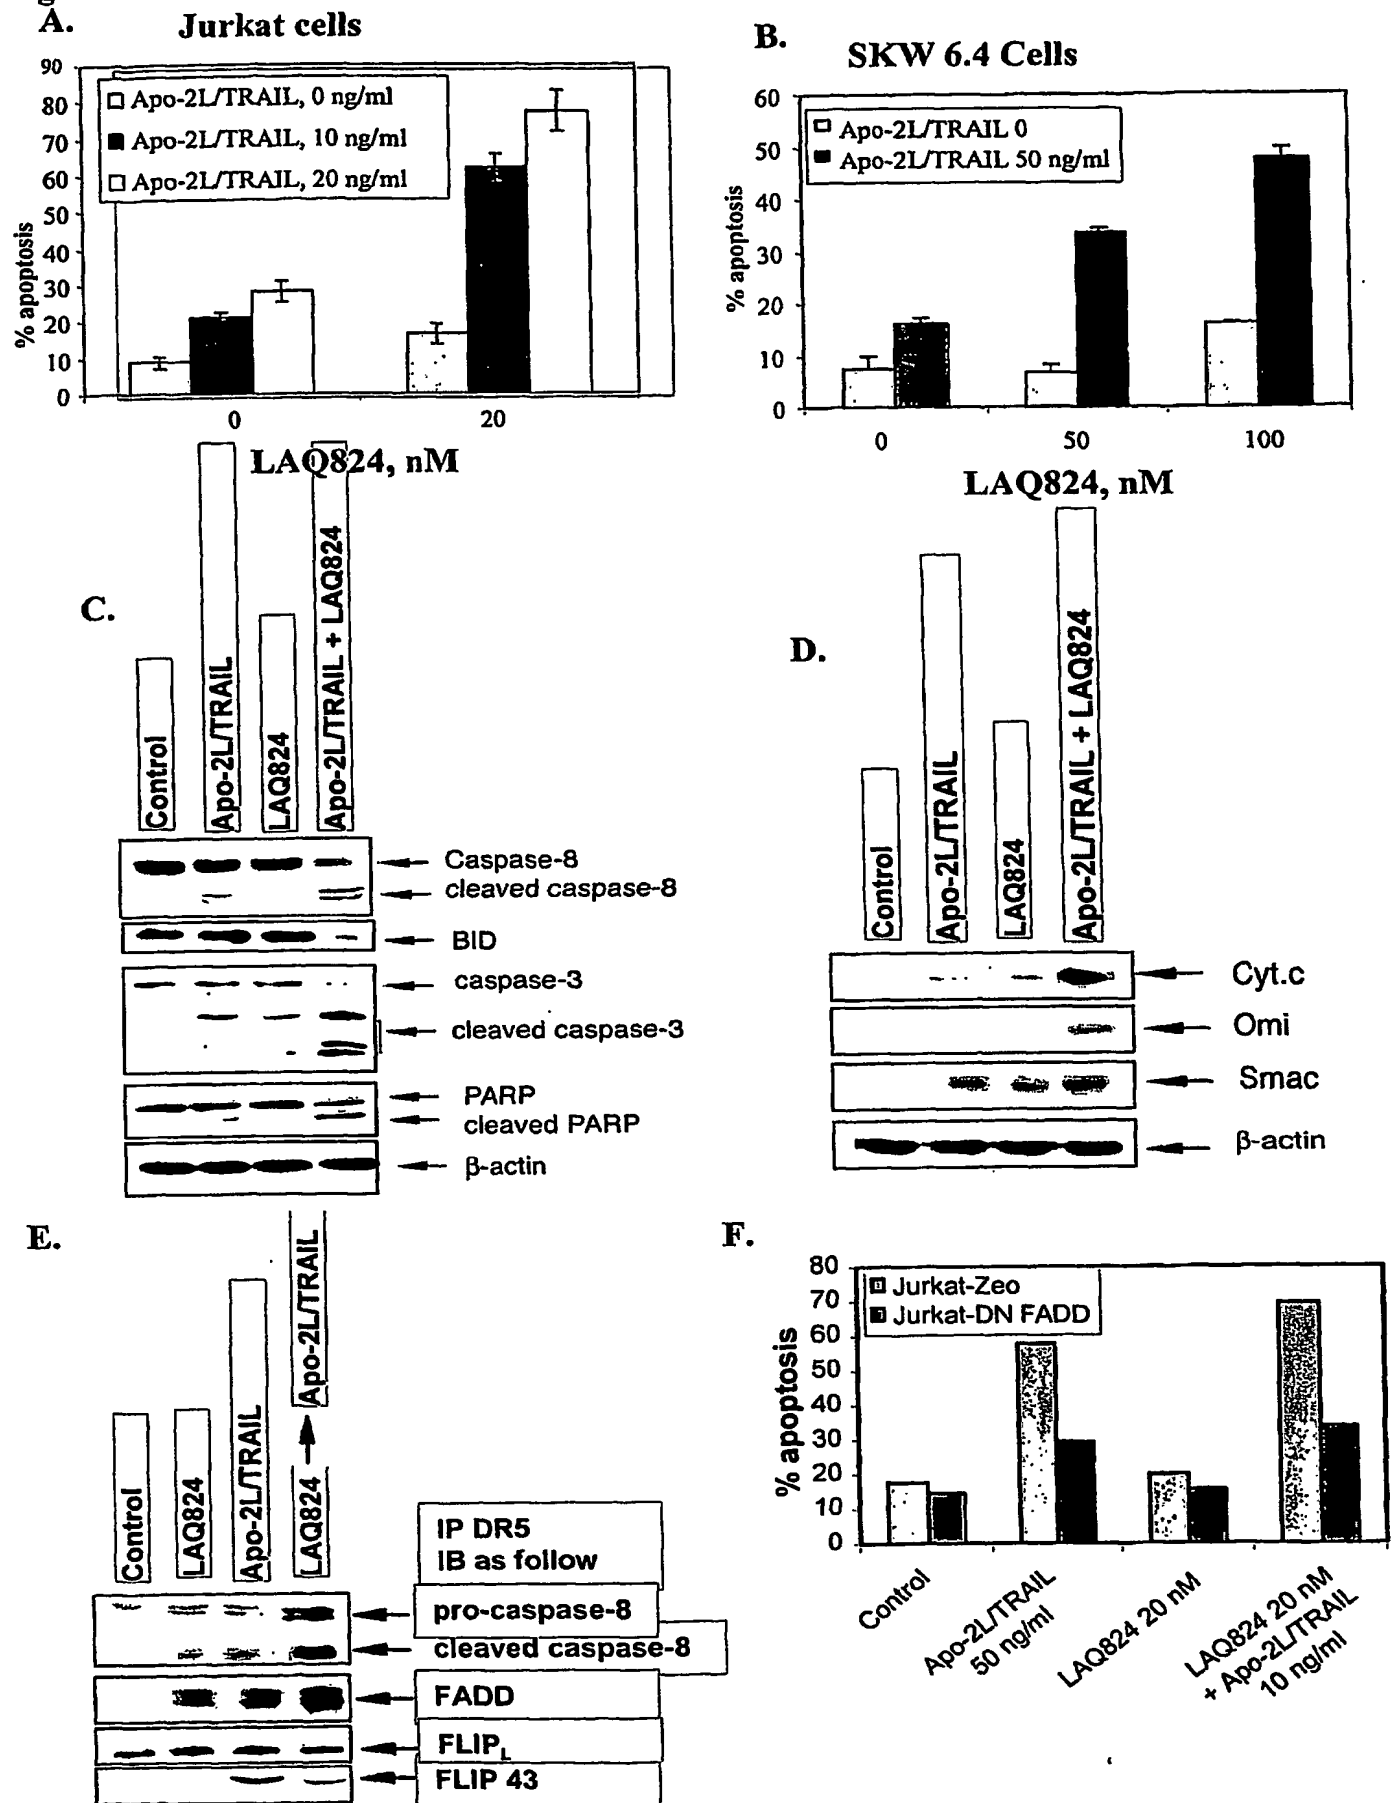 A.
Jurkat cells
90
80
70
60
50
40
30
20
10
0
% apoptosis
Apo-2L/TRAIL, 0 ng/ml
Apo-2L/TRAIL, 10 ng/ml
Apo-2L/TRAIL, 20 ng/ml
0
20
LAQ824, nM
B.
SKW 6.4 Cells
60
50
40
30
20
10
0
% apoptosis
Apo-2L/TRAIL 0
Apo-2L/TRAIL 50 ng/ml
0
50
100
LAQ824, nM
C.
Control
Apo-2L/TRAIL
LAQ824
Apo-2L/TRAIL + LAQ824
Caspase-8
cleaved caspase-8
BID
caspase-3
cleaved caspase-3
PARP
cleaved PARP
β-actin
D.
Control
Apo-2L/TRAIL
LAQ824
Apo-2L/TRAIL + LAQ824
Cyt.c
Omi
Smac
β-actin
E.
Control
LAQ824
Apo-2L/TRAIL
LAQ824
Apo-2L/TRAIL
IP DR5
IB as follow
pro-caspase-8
cleaved caspase-8
FADD
FLIPL
FLIP 43
F.
80
70
60
50
40
30
20
10
0
% apoptosis
Jurkat-Zeo
Jurkat-DN FADD
Control
Apo-2L/TRAIL
50 ng/ml
LAQ824 20 nM
LAQ824 20 nM
+ Apo-2L/TRAIL
10 ng/ml